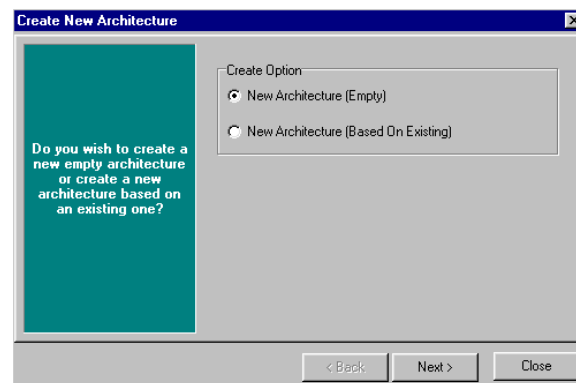 Create New Architecture
Create Option
New Architecture (Empty)
New Architecture (Based On Existing)
Do you wish to create a
new empty architecture
or create a new
architecture based on
an existing one?
< Back
Next >
Close